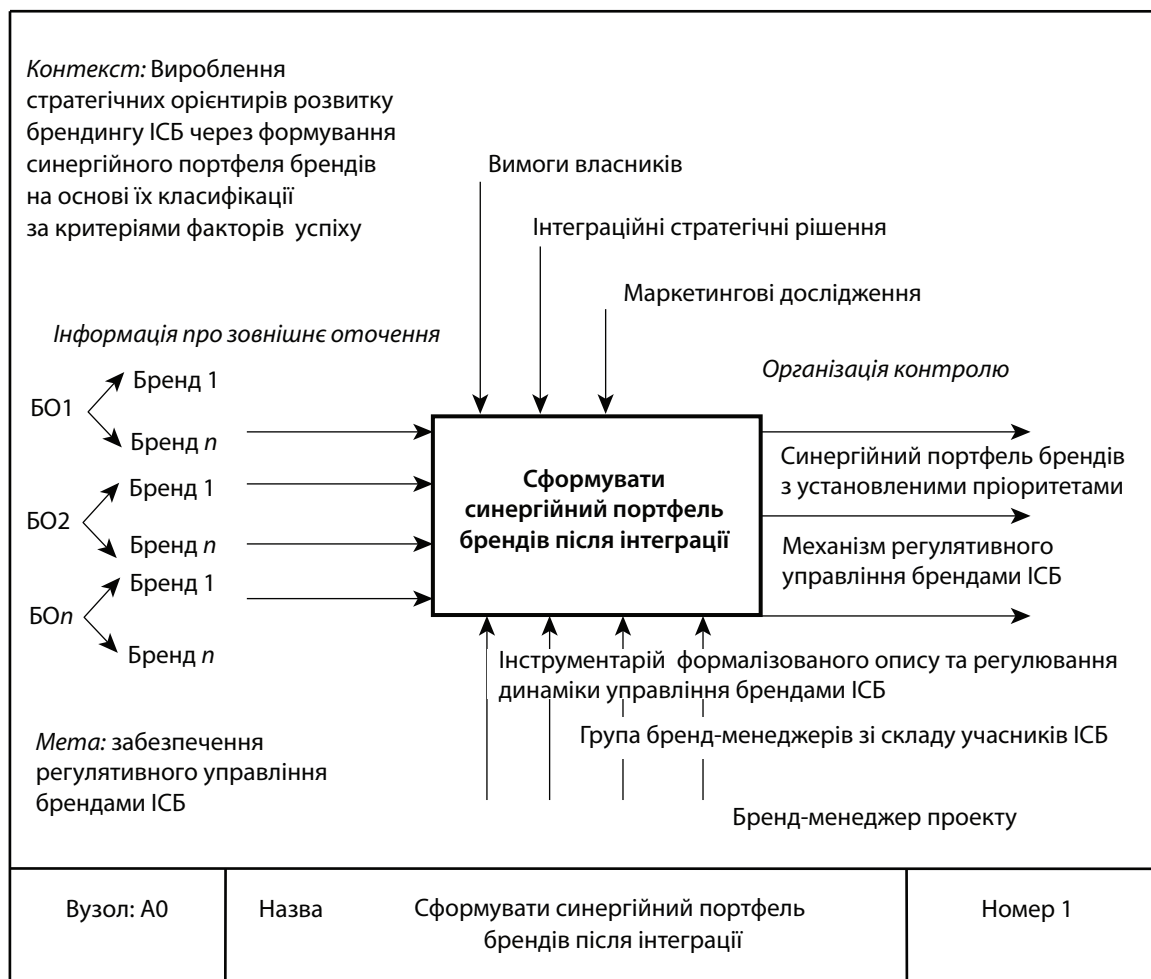 Контекст: Вироблення
стратегічних орієнтирів розвитку
брендингу ІСБ через формування
синергійного портфеля брендів
на основі їх класифікації
за критеріями факторів успіху
Вимоги власників
Інтеграційні стратегічні рішення
Маркетингові дослідження
Інформація про зовнішнє оточення
БО1
Бренд 1
Бренд n
БО2
Бренд 1
Бренд n
БОn
Бренд 1
Бренд n
Сформувати
синергійний портфель
брендів після інтеграції
Організація контролю
Синергійний портфель брендів
з установленими пріоритетами
Механізм регулятивного
управління брендами ІСБ
Інструментарій формалізованого опису та регулювання
динаміки управління брендами ІСБ
Група бренд-менеджерів зі складу учасників ІСБ
Бренд-менеджер проекту
Мета: забезпечення
регулятивного управління
брендами ІСБ
Вузол: А0
Назва
Сформувати синергійний портфель
брендів після інтеграції
Номер 1